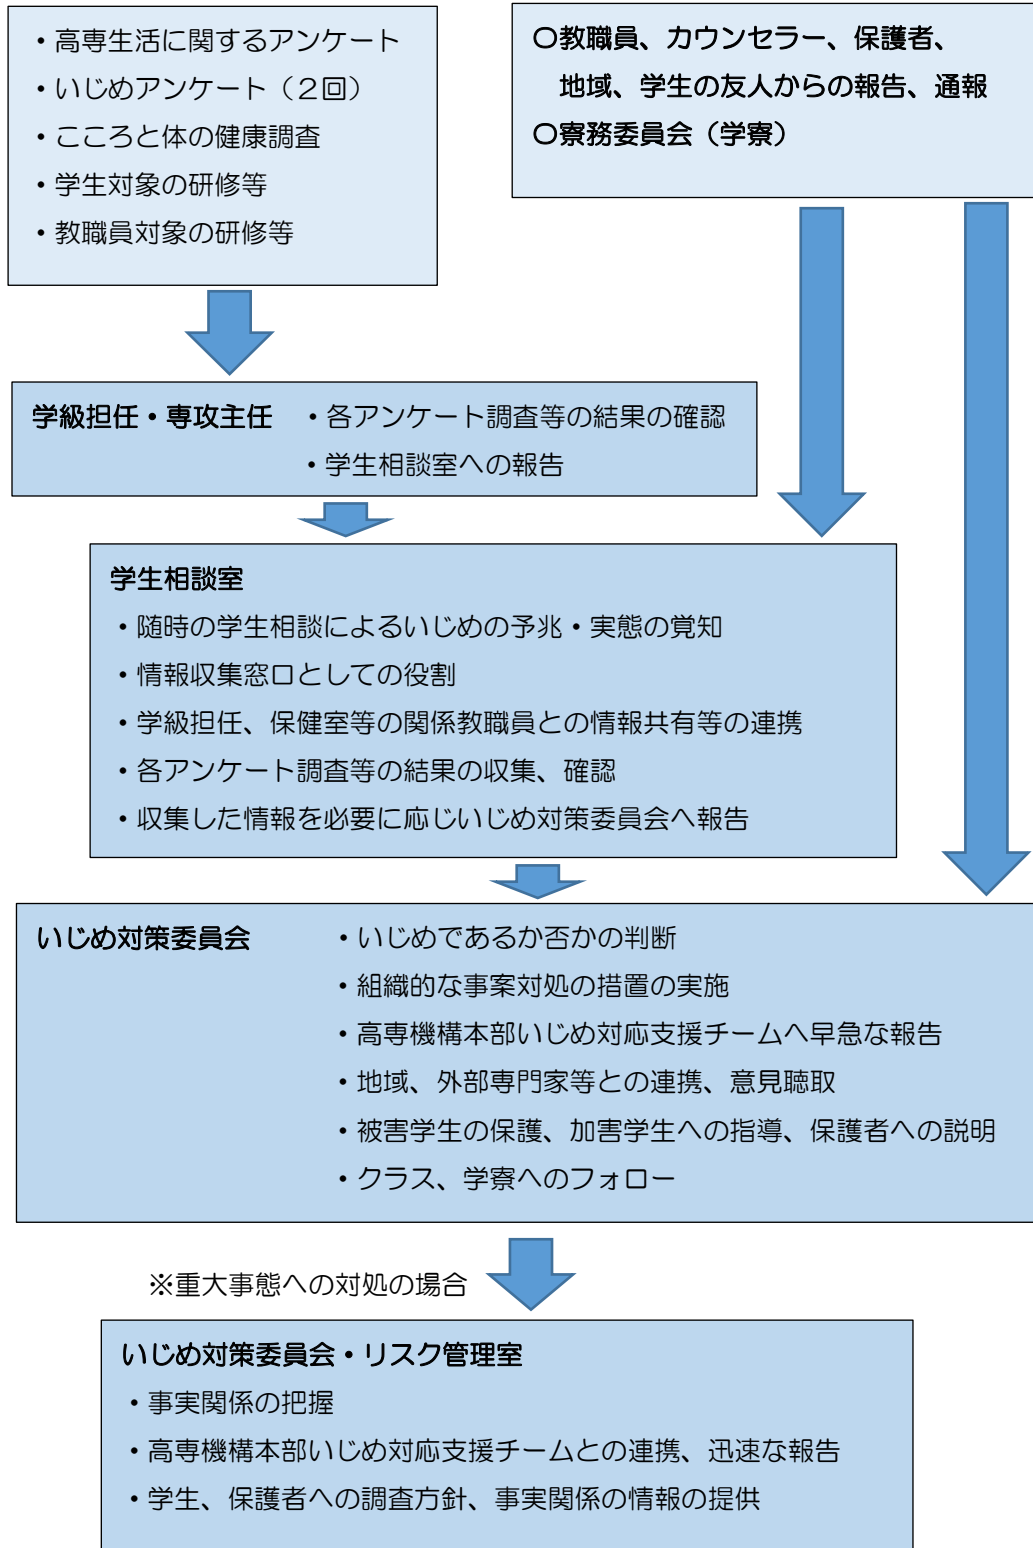 ・高専生活に関するアンケート
・いじめアンケート（２回）
・こころと体の健康調査
・学生対象の研修等
・教職員対象の研修等
〇教職員、カウンセラー、保護者、
地域、学生の友人からの報告、通報
〇寮務委員会（学寮）
学級担任・専攻主任　・各アンケート調査等の結果の確認
・学生相談室への報告
学生相談室
・随時の学生相談によるいじめの予兆・実態の覚知
・情報収集窓口としての役割
・学級担任、保健室等の関係教職員との情報共有等の連携
・各アンケート調査等の結果の収集、確認
・収集した情報を必要に応じいじめ対策委員会へ報告
いじめ対策委員会　・いじめであるか否かの判断
・組織的な事案対処の措置の実施
・高専機構本部いじめ対応支援チームへ早急な報告
・地域、外部専門家等との連携、意見聴取
・被害学生の保護、加害学生への指導、保護者への説明
・クラス、学寮へのフォロー
※重大事態への対処の場合
いじめ対策委員会・リスク管理室
・事実関係の把握
・高専機構本部いじめ対応支援チームとの連携、迅速な報告
・学生、保護者への調査方針、事実関係の情報の提供